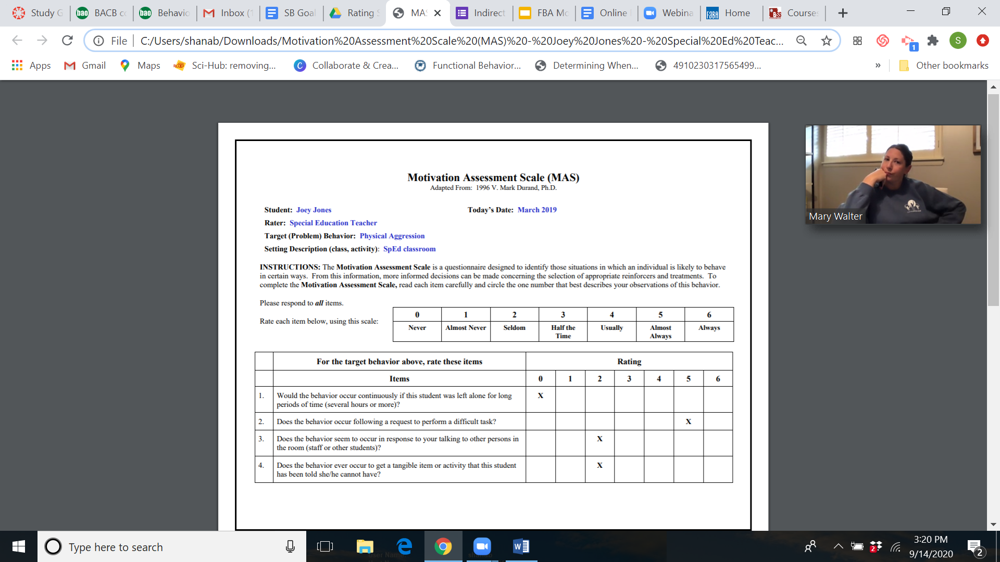 Study G
BACB co
Behavio
Inbox (1
SB Goal
Rating S
MAS
Indirect
FBA Mo
Online
Webina
Home
Courses
File
C:/Users/shanab/Downloads/Motivation%20Assessment%20Scale%20(MAS)%20-%20Joey%20Jones%20-%20Special%20Ed%20Teac...
1
S
Apps
Gmail
Maps
Sci-Hub: removing...
Collaborate & Crea...
Functional Behavior...
Determining When...
4910230317565499...
»
Other bookmarks
Motivation Assessment Scale (MAS)
Adapted From: 1996 V. Mark Durand, Ph.D.
Student: Joey Jones Today's Date: March 2019
Rater: Special Education Teacher
Target (Problem) Behavior: Physical Aggression
Setting Description (class, activity): SpEd classroom
INSTRUCTIONS: The Motivation Assessment Scale is a questionnaire designed to identify those situations in which an individual is likely to behave
in certain ways. From this information, more informed decisions can be made concerning the selection of appropriate reinforcers and treatments. To
complete the Motivation Assessment Scale, read each item carefully and circle the one number that best describes your observations of this behavior.
Please respond to all items.
Rate each item below, using this scale:
0 1 2 3 4 5 6
Never Almost Never Seldom Half the Usually Almost Always
Time Always
For the target behavior above, rate these items Rating
Items 0 1 2 3 4 5 6
1. Would the behavior occur continuously if this student was left alone for long X
periods of time (several hours or more)?
2. Does the behavior occur following a request to perform a difficult task? X
3. Does the behavior seem to occur in response to your talking to other persons in X
the room (staff or other students)?
4. Does the behavior ever occur to get a tangible item or activity that this student X
has been told she/he cannot have?
Mary Walter
Type here to search
3:20 PM
9/14/2020
2
2